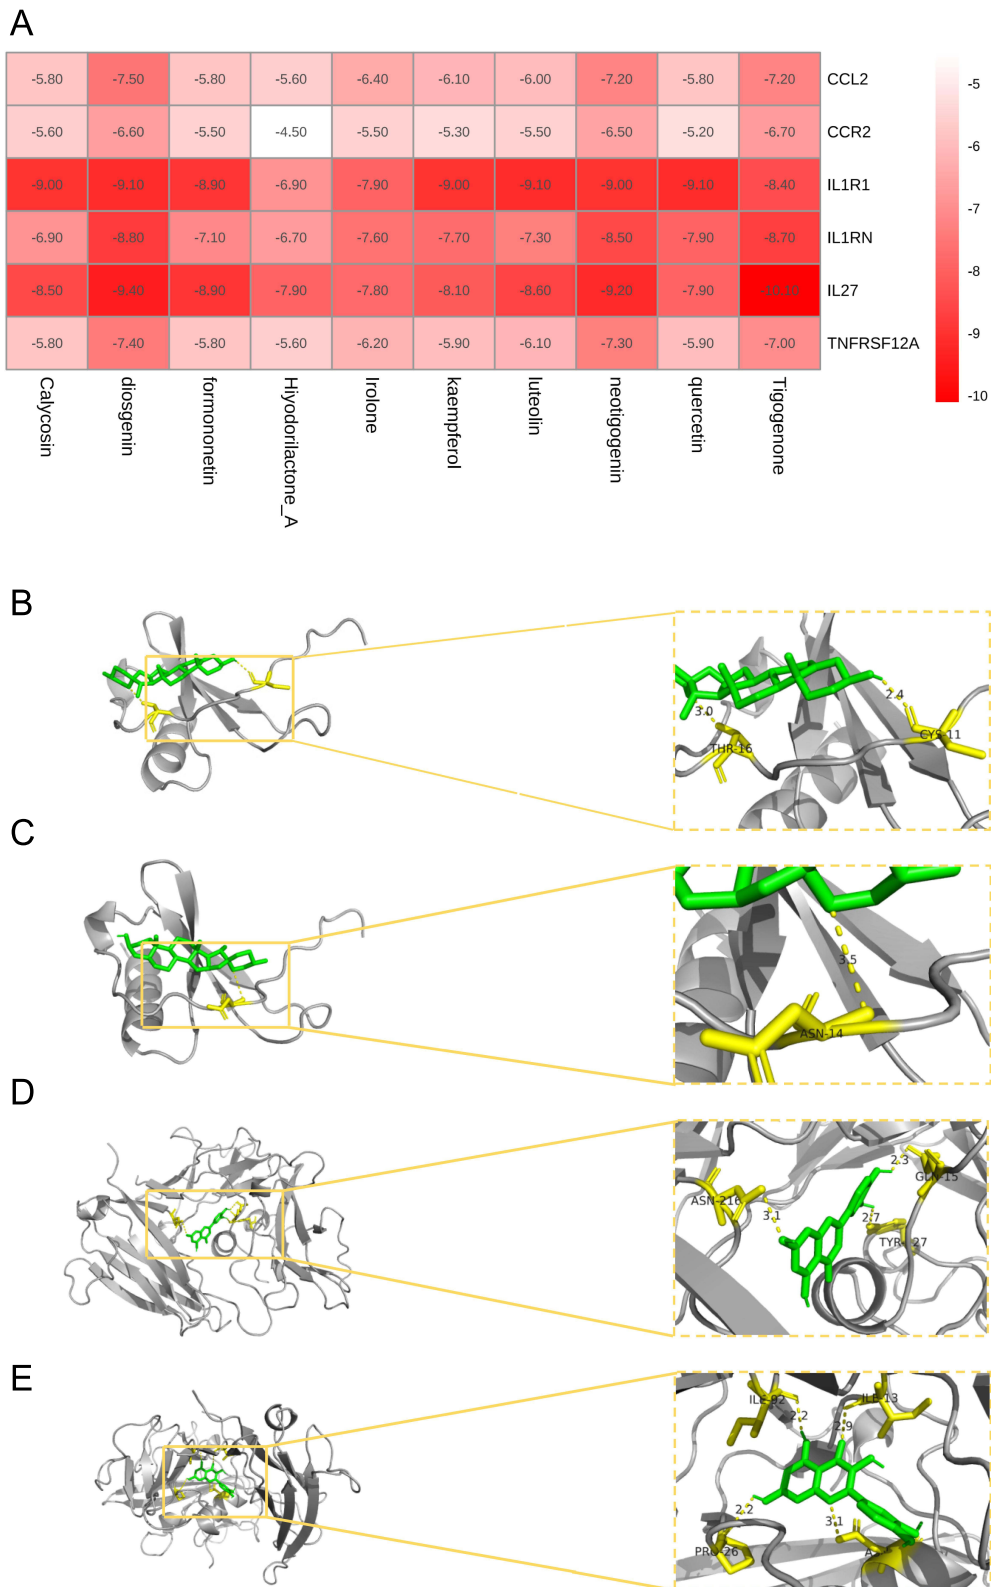 A
-5.80 -7.50 -5.80 -5.60 -6.40 -6.10 -6.00 -7.20 -5.80 -7.20 CCL2
-5.60 -6.60 -5.50 -4.50 -5.50 -5.30 -5.50 -6.50 -5.20 -6.70 CCR2
-9.00 -9.10 -8.90 -6.90 -7.90 -9.00 -9.10 -9.00 -9.10 -8.40 IL1R1
-6.90 -8.80 -7.10 -6.70 -7.60 -7.70 -7.30 -8.50 -7.90 -8.70 IL1RN
-8.50 -9.40 -8.90 -7.90 -7.80 -8.10 -8.60 -9.20 -7.90 -10.10 IL27
-5.80 -7.40 -5.80 -5.60 -6.20 -5.90 -6.10 -7.30 -5.90 -7.00 TNFRSF12A
Calycosin
diosgenin
formononetin
Hiyodorilactone_A
Irolone
kaempferol
luteolin
neotigogenin
quercetin
Tigogenone
-5
-6
-7
-8
-9
-10
B
2.4
3.0
CYS-11
THR-16
C
3.5
ASN-14
D
2.3
GLN-15
ASN-216
3.1
2.7
E
ILE-13
2.2
2.9
2.2
3.1